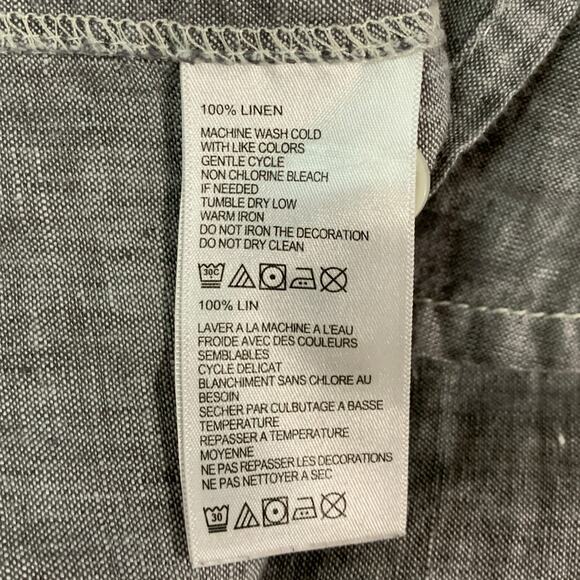 100% LINEN
MACHINE WASH COLD
WITH LIKE COLORS
GENTLE CYCLE
NON CHLORINE BLEACH
IF NEEDED
TUMBLE DRY LOW
WARM IRON
DO NOT IRON THE DECORATION
DO NOT DRY CLEAN
30C
100% LIN
LAVER A LA MACHINE A L'EAU
FROIDE AVEC DES COULEURS
SEMBLABLES
CYCLE DELICAT
BLANCHIMENT SANS CHLORE AU
BESOIN
SECHER PAR CULBUTAGE A BASSE
TEMPERATURE
REPASSER A TEMPERATURE
MOYENNE
NE PAS REPASSER LES DECORATIONS
NE PAS NETTOYER A SEC
30